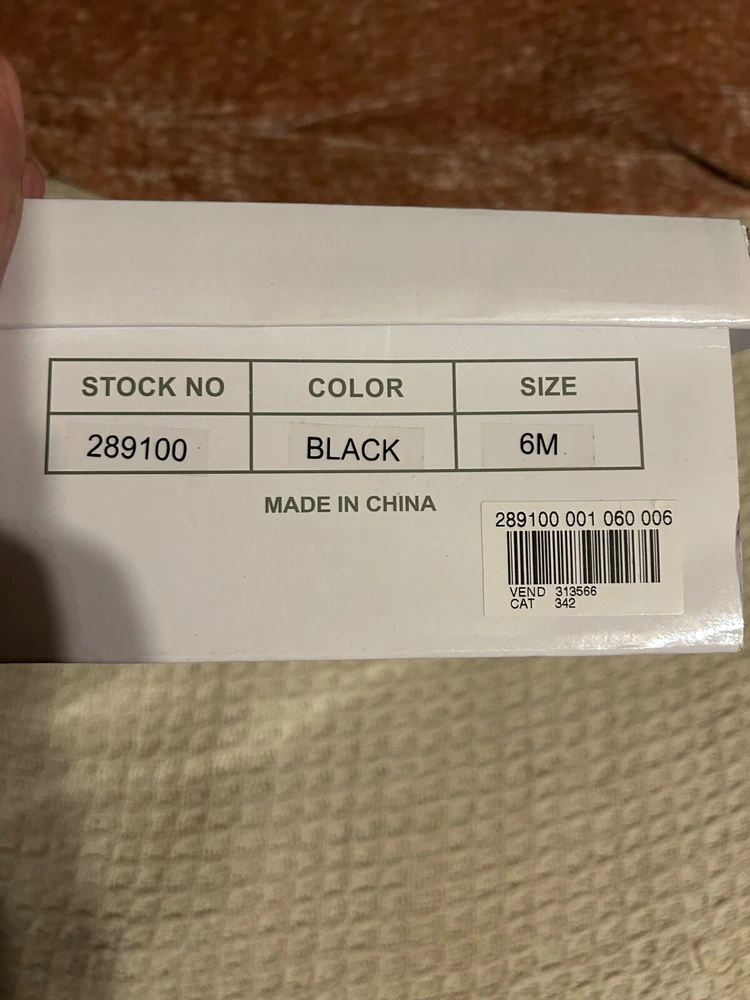 STOCK NO COLOR SIZE
289100 BLACK 6M
MADE IN CHINA
289100 001 060 006
VEND 313566
CAT 342